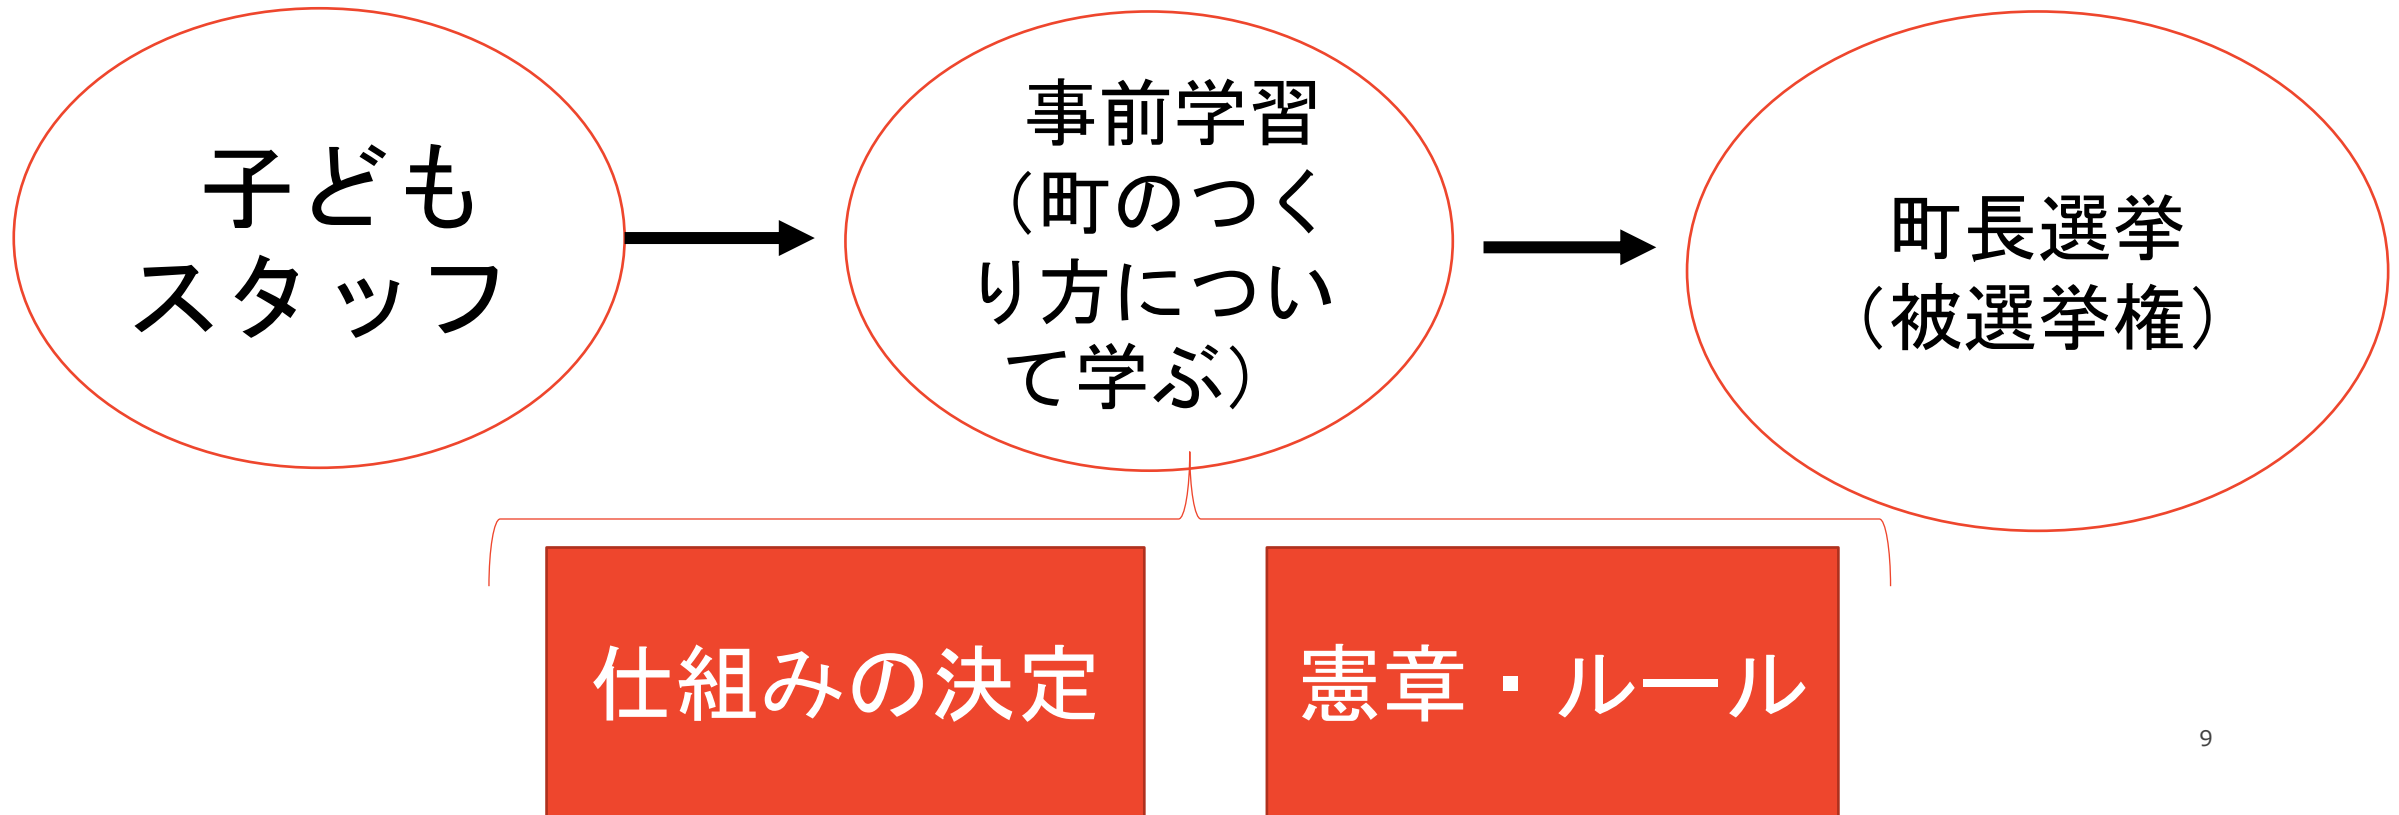 子ども
スタッフ
事前学習
（町のつく
り方につい
て学ぶ）
町長選挙
（被選挙権）
仕組みの決定
憲章・ルール
9